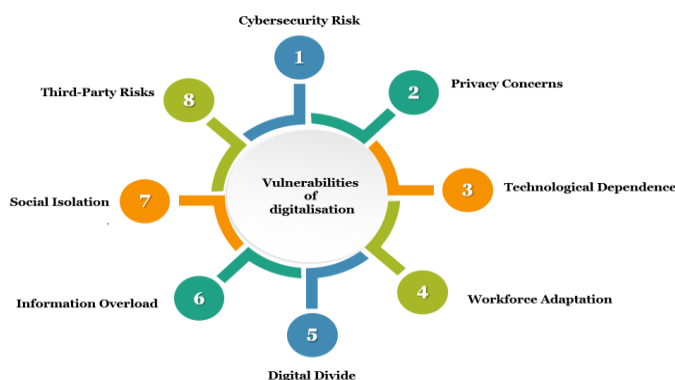 Cybersecurity Risk
1
2
Privacy Concerns
3
Technological Dependence
4
Workforce Adaptation
5
Digital Divide
6
Information Overload
7
Social Isolation
8
Third-Party Risks
Vulnerabilities
of
digitalisation